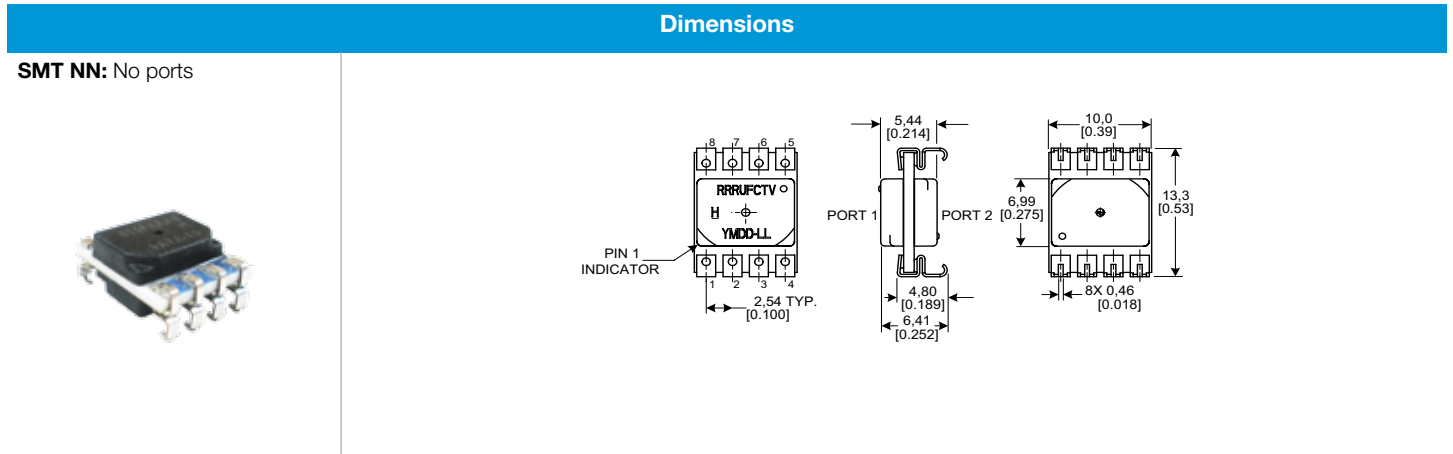 Dimensions
SMT NN: No ports
8 7 6 5
RRRUFCTV
H
YMDD-LL
PIN 1
INDICATOR
1 2 3 4
2,54 TYP.
[0.100]
5,44
[0.214]
PORT 1
PORT 2
4,80
[0.189]
6,41
[0.252]
10,0
[0.39]
6,99
[0.275]
13,3
[0.53]
8X 0,46
[0.018]